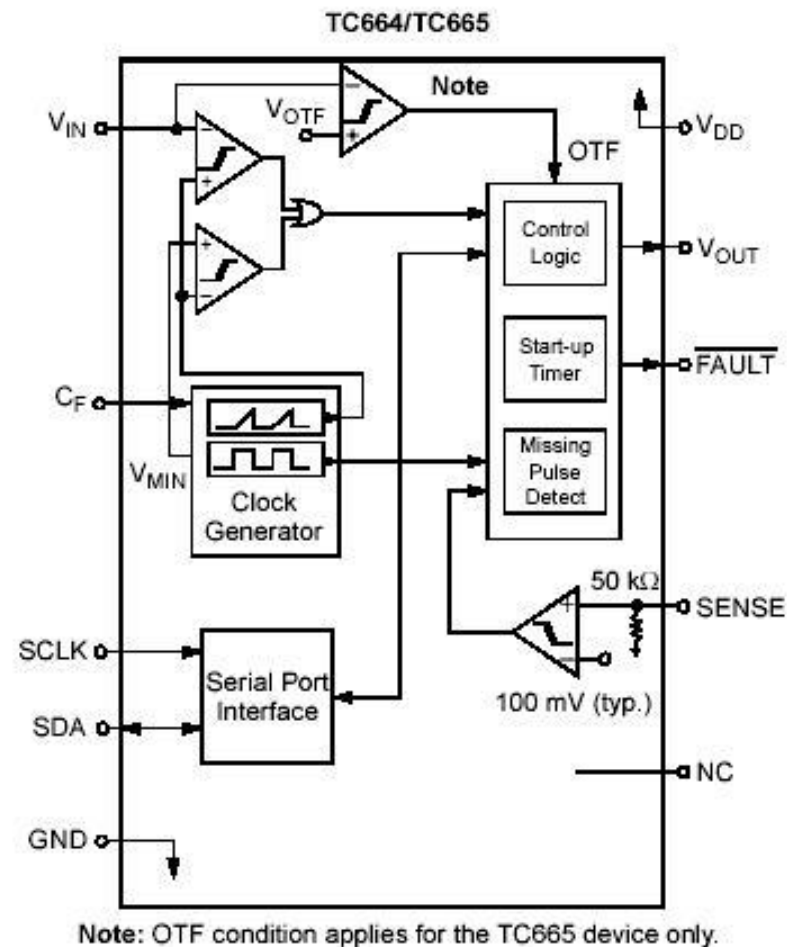 TC664/TC665
Note
V_IN
V_OTF
−
+
OTF
V_DD
−
+
+
−
Control
Logic
V_OUT
Start-up
Timer
FAULT
C_F
V_MIN
Clock
Generator
Missing
Pulse
Detect
50 kΩ
+
−
SENSE
100 mV (typ.)
SCLK
SDA
Serial Port
Interface
NC
GND
Note: OTF condition applies for the TC665 device only.